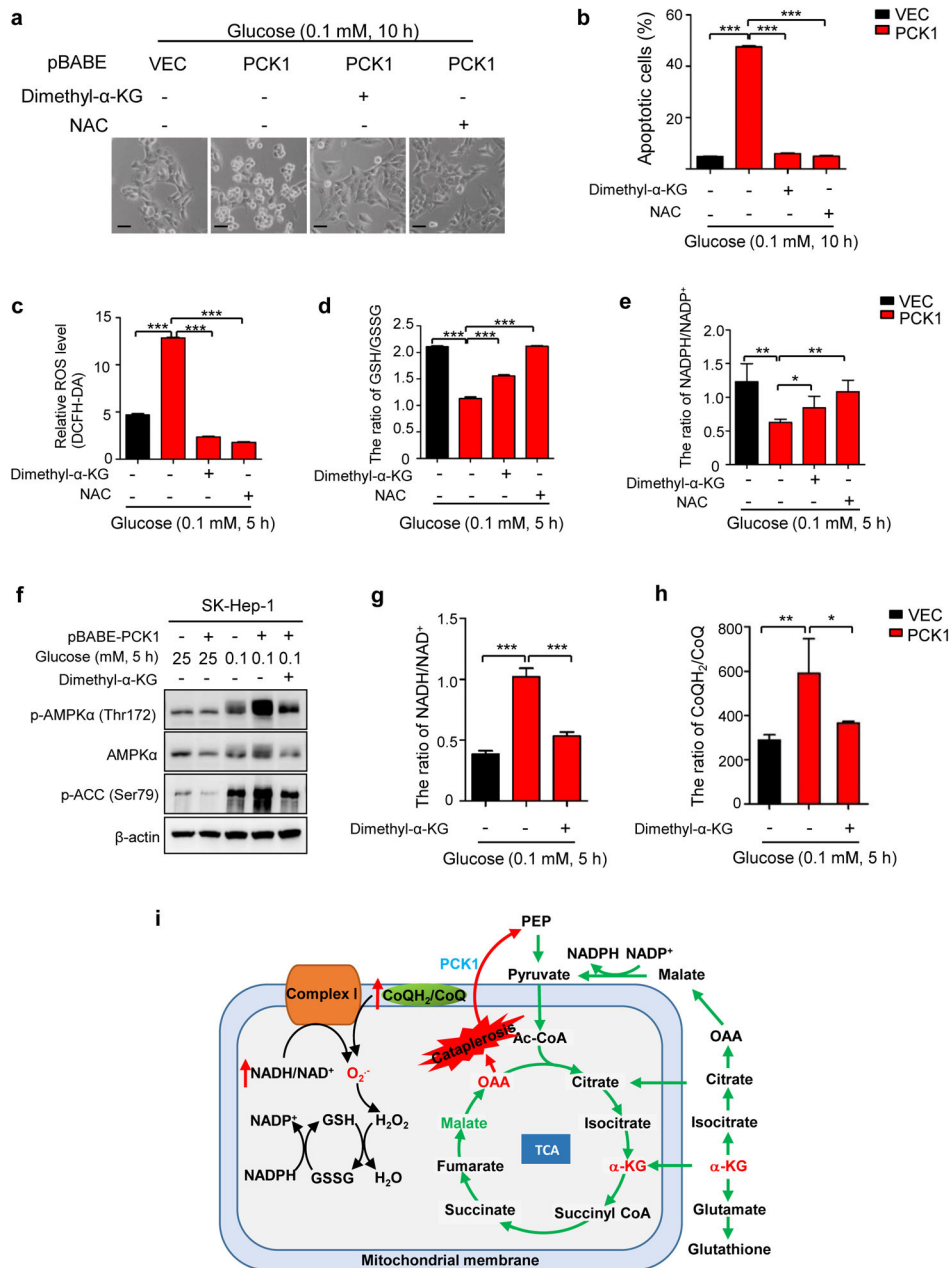 a
Glucose (0.1 mM, 10 h)
pBABE VEC PCK1 PCK1 PCK1
Dimethyl-α-KG - - + -
NAC - - - +
b
Apoptotic cells (%)
60
40
20
0
*** *** ***
VEC
PCK1
Dimethyl-α-KG - - + -
NAC - - - +
Glucose (0.1 mM, 10 h)
c
Relative ROS level
(DCFH-DA)
15
10
5
0
*** *** ***
Dimethyl-α-KG - - + -
NAC - - - +
Glucose (0.1 mM, 5 h)
d
The ratio of GSH/GSSG
2.5
2.0
1.5
1.0
0.5
0
*** *** ***
Dimethyl-α-KG - - + -
NAC - - - +
Glucose (0.1 mM, 5 h)
e
The ratio of NADPH/NADP⁺
2.0
1.5
1.0
0.5
0
** * **
VEC
PCK1
Dimethyl-α-KG - - + -
NAC - - - +
Glucose (0.1 mM, 5 h)
f
SK-Hep-1
pBABE-PCK1 - + - + +
Glucose (mM, 5 h) 25 25 0.1 0.1 0.1
Dimethyl-α-KG - - - - +
p-AMPKα (Thr172)
AMPKα
p-ACC (Ser79)
β-actin
g
The ratio of NADH/NAD⁺
1.5
1.0
0.5
0
*** ***
Dimethyl-α-KG - - +
Glucose (0.1 mM, 5 h)
h
The ratio of CoQH₂/CoQ
800
600
400
200
0
** *
VEC
PCK1
Dimethyl-α-KG - - +
Glucose (0.1 mM, 5 h)
i
PEP
PCK1
NADPH NADP⁺
Pyruvate
Malate
Complex I
CoQH₂/CoQ
Cataplerosis
Ac-CoA
OAA
NADH/NAD⁺
O₂·-
OAA
Citrate
Citrate
NADP⁺
GSH
H₂O₂
Malate
Isocitrate
Isocitrate
TCA
NADPH
GSSG
H₂O
Fumarate
α-KG
α-KG
Succinate
Succinyl CoA
Glutamate
Glutathione
Mitochondrial membrane